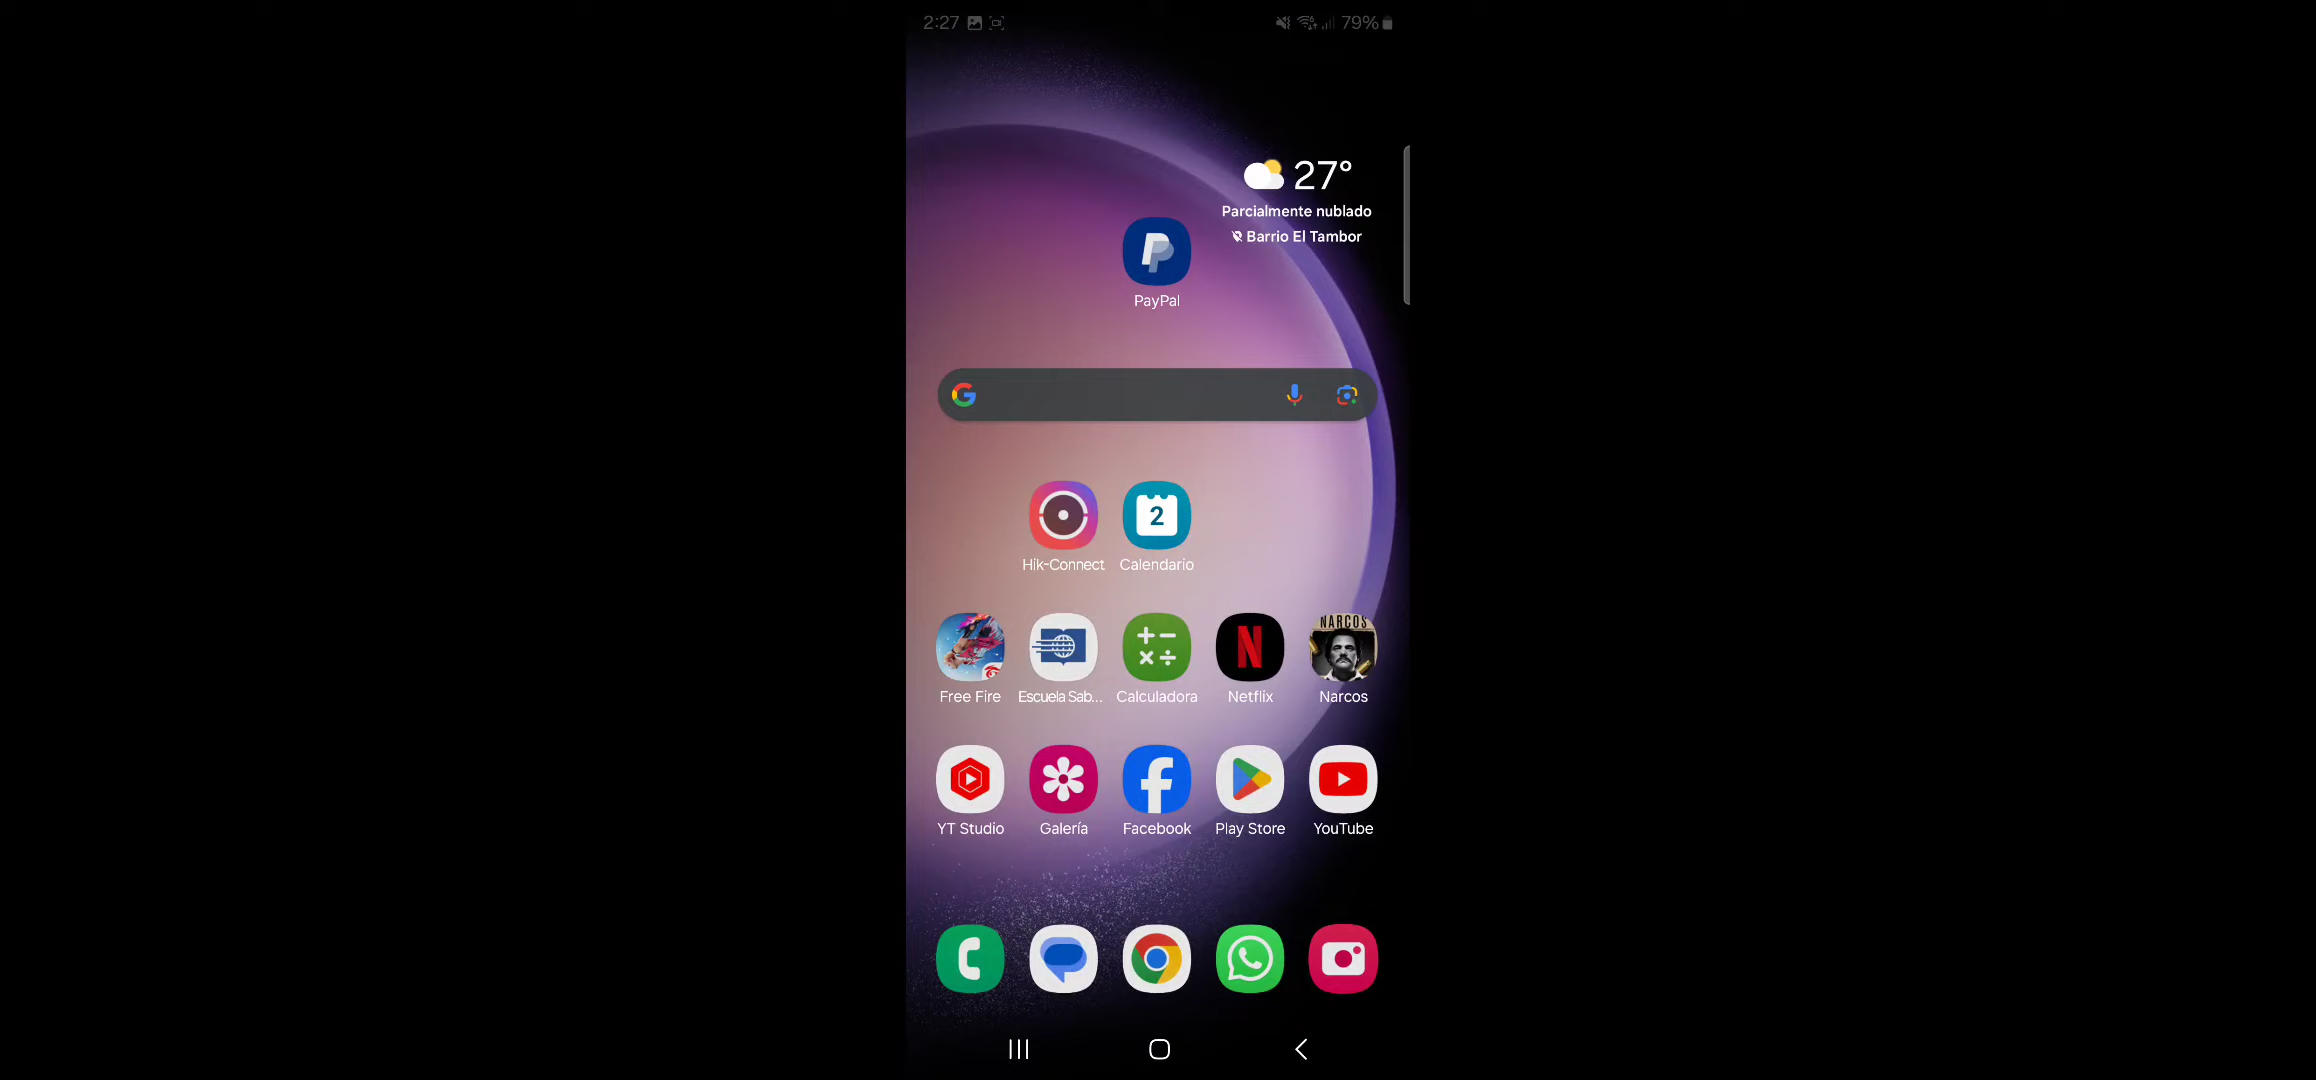 2:27 79%
27°
Parcialmente nublado
Barrio El Tambor
PayPal
Hik-Connect Calendario
2
Free Fire Escuela Sab... Calculadora Netflix Narcos
NARCOS
YT Studio Galería Facebook Play Store YouTube